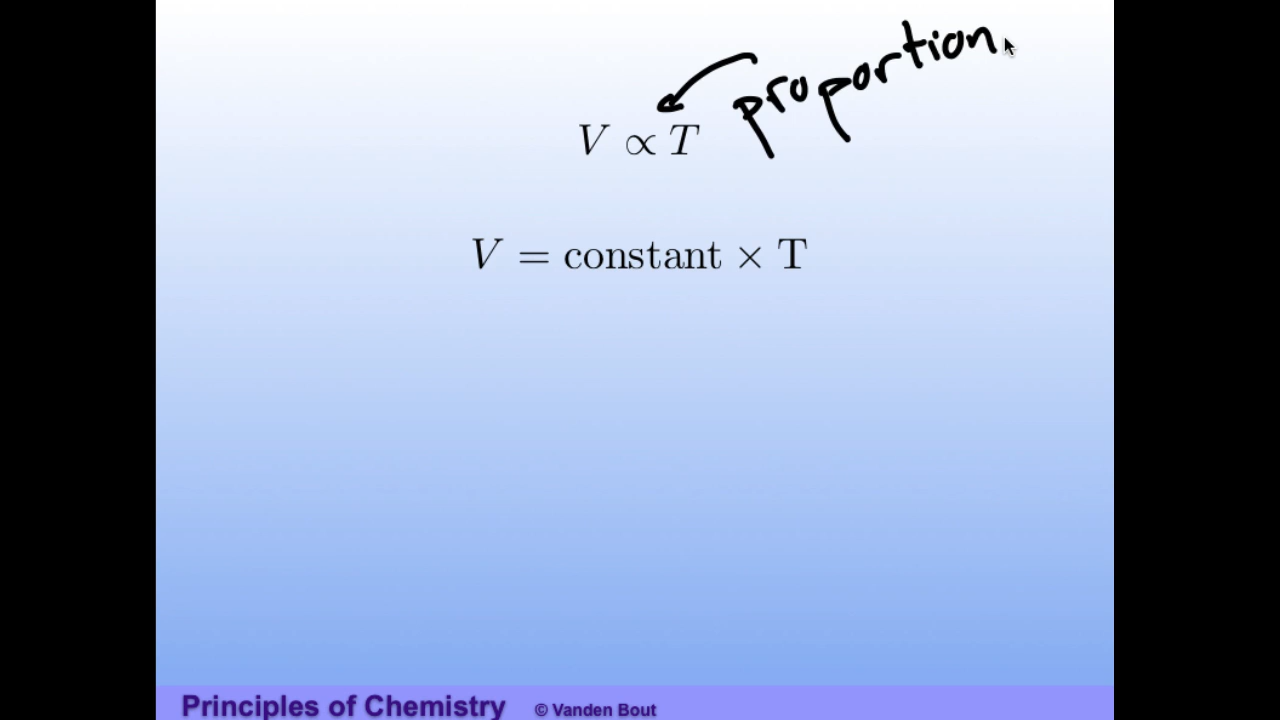 proportion
V ∝ T
V = constant × T
Principles of Chemistry © Vanden Bout